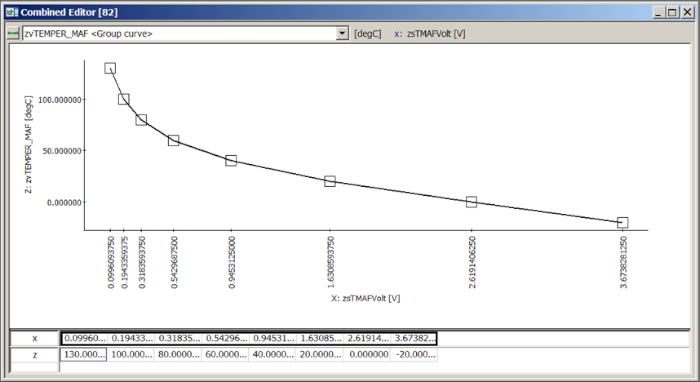 Combined Editor [82]
zvTEMPER_MAF <Group curve> [degC] x: zsTMAFVolt [V]
Z: zvTEMPER_MAF [degC]
100.000000
50.000000
0.000000
0.0996093750 0.194359375 0.3183593750 0.5429687500 0.9453125000 1.6308593750 2.6191406250 3.6738281250
X: zsTMAFVolt [V]
x 0.09960... 0.19433... 0.31835... 0.54296... 0.94531... 1.63085... 2.61914... 3.67382...
z 130.000... 100.000... 80.0000... 60.0000... 40.0000... 20.0000... 0.000000 -20.000...